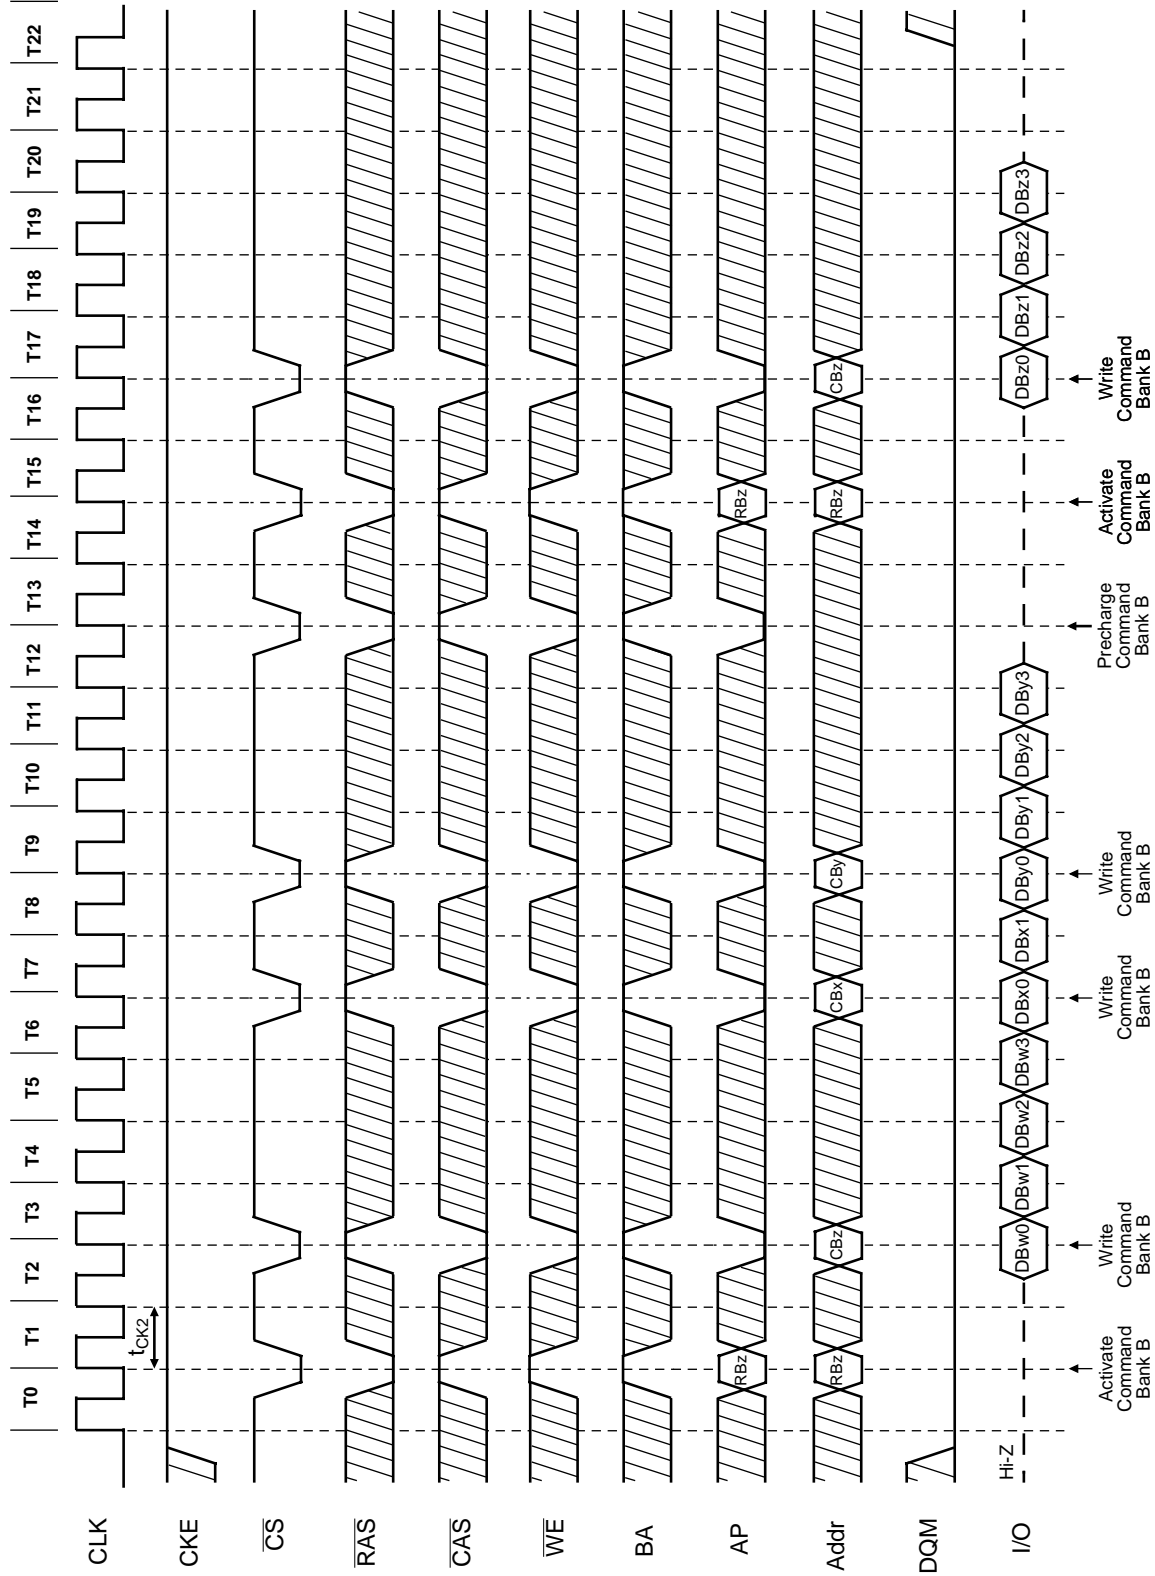 T0 T1 T2 T3 T4 T5 T6 T7 T8 T9 T10 T11 T12 T13 T14 T15 T16 T17 T18 T19 T20 T21 T22
CLK
tCK2
CKE
CS
RAS
CAS
WE
BA
AP
RBz RBz
Addr
RBz CBz CBx CBy RBz CBz
DQM
I/O
Hi-Z
DBw0 DBw1 DBw2 DBw3 DBx0 DBx1 DBy0 DBy1 DBy2 DBy3 DBz0 DBz1 DBz2 DBz3
Activate
Command
Bank B
Write
Command
Bank B
Write
Command
Bank B
Write
Command
Bank B
Precharge
Command
Bank B
Activate
Command
Bank B
Write
Command
Bank B